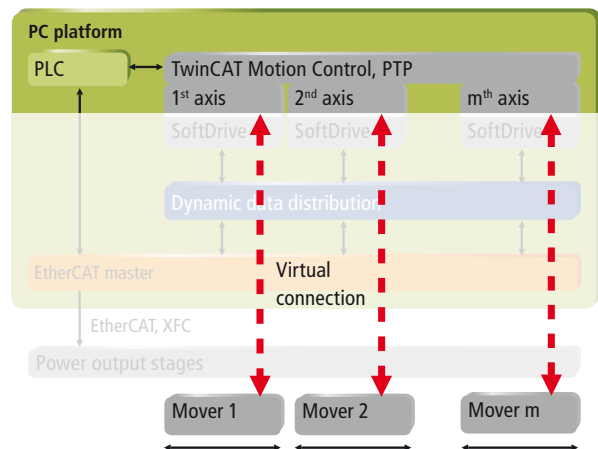 PC platform
PLC
TwinCAT Motion Control, PTP
1st axis
2nd axis
mth axis
SoftDrive
SoftDrive
SoftDrive
Dynamic data distribution
EtherCAT master
Virtual
connection
EtherCAT, XFC
Power output stages
Mover 1
Mover 2
Mover m